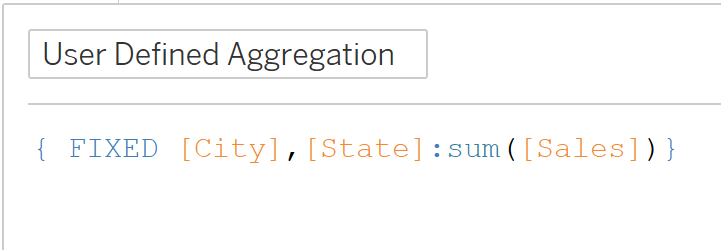 User Defined Aggregation
{ FIXED [City],[State]:sum([Sales])}